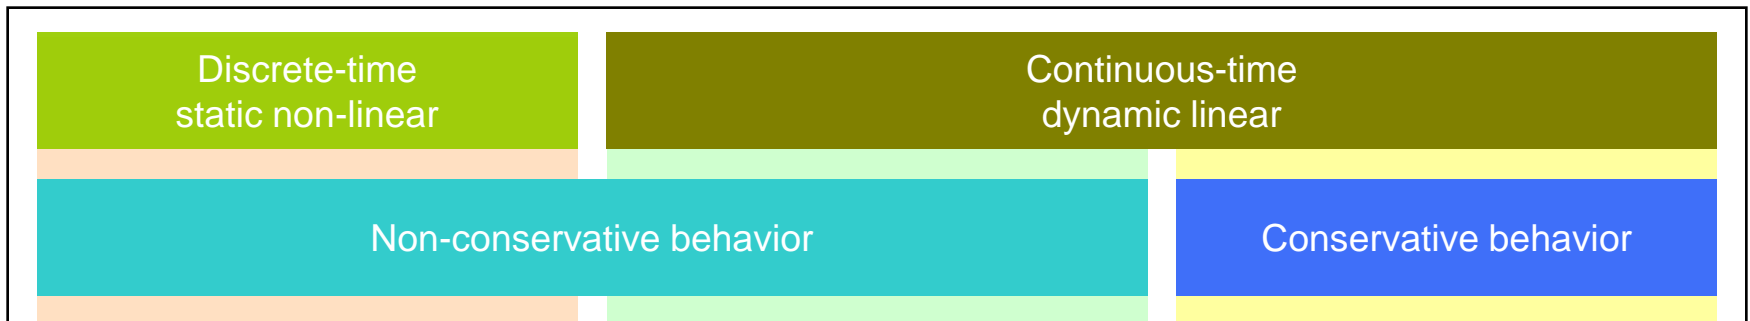 Discrete-time
static non-linear
Continuous-time
dynamic linear
Non-conservative behavior
Conservative behavior